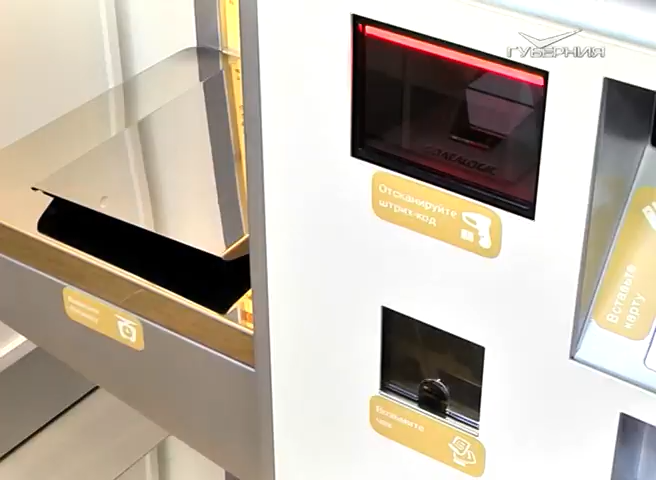 ГУБЕРНИЯ
DATALOGIC
Отсканируйте
штрих-код
Вставьте
карту
Возьмите
чек